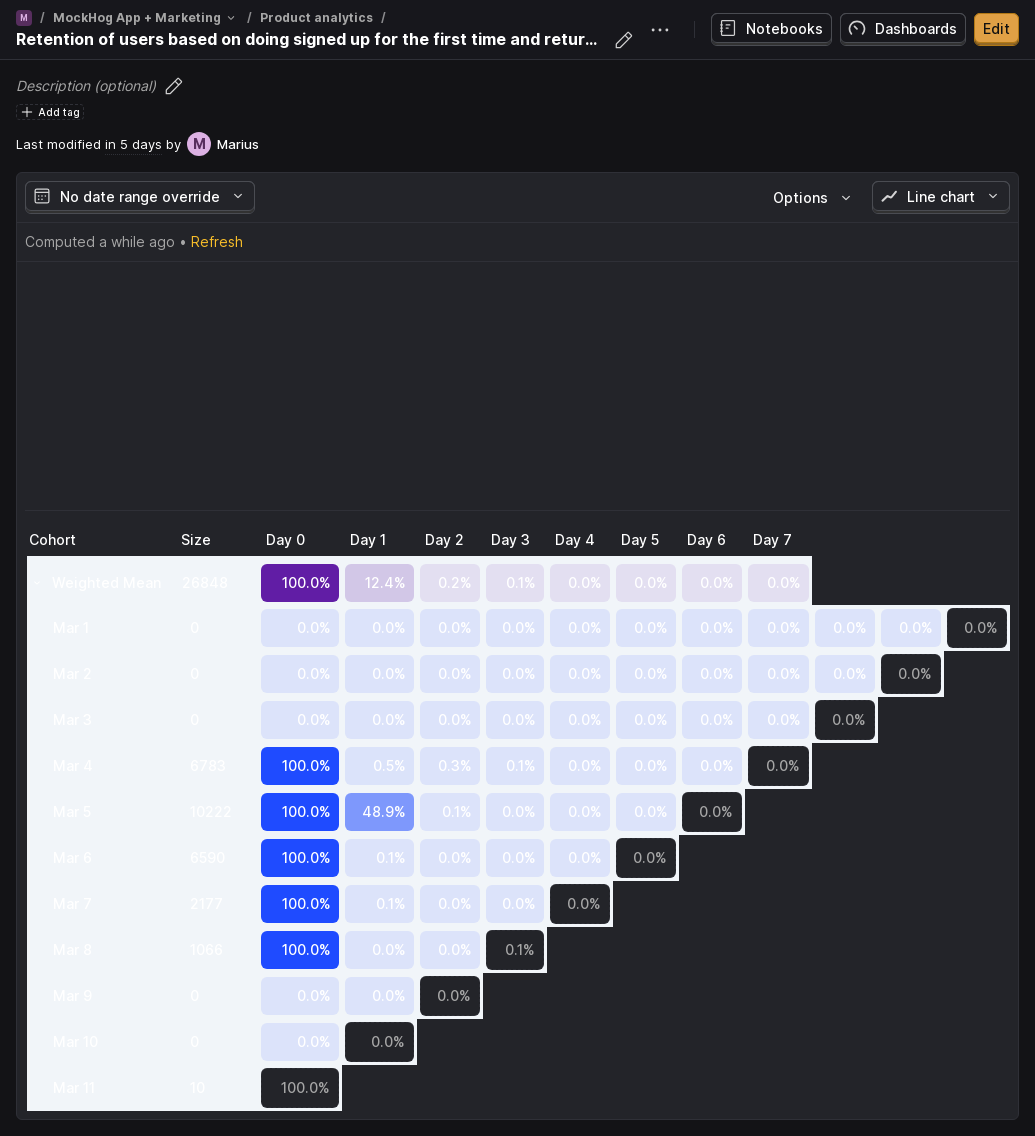 M / MockHog App + Marketing / Product analytics /
Retention of users based on doing signed up for the first time and retur...
Notebooks Dashboards Edit
Description (optional)
Add tag
Last modified in 5 days by M Marius
No date range override Options Line chart
Computed a while ago • Refresh
Cohort Size Day 0 Day 1 Day 2 Day 3 Day 4 Day 5 Day 6 Day 7
Weighted Mean 26848 100.0% 12.4% 0.2% 0.1% 0.0% 0.0% 0.0% 0.0%
Mar 1 0 0.0% 0.0% 0.0% 0.0% 0.0% 0.0% 0.0% 0.0% 0.0% 0.0% 0.0%
Mar 2 0 0.0% 0.0% 0.0% 0.0% 0.0% 0.0% 0.0% 0.0% 0.0% 0.0%
Mar 3 0 0.0% 0.0% 0.0% 0.0% 0.0% 0.0% 0.0% 0.0% 0.0%
Mar 4 6783 100.0% 0.5% 0.3% 0.1% 0.0% 0.0% 0.0% 0.0%
Mar 5 10222 100.0% 48.9% 0.1% 0.0% 0.0% 0.0% 0.0%
Mar 6 6590 100.0% 0.1% 0.0% 0.0% 0.0% 0.0%
Mar 7 2177 100.0% 0.1% 0.0% 0.0% 0.0%
Mar 8 1066 100.0% 0.0% 0.0% 0.1%
Mar 9 0 0.0% 0.0% 0.0%
Mar 10 0 0.0% 0.0%
Mar 11 10 100.0%